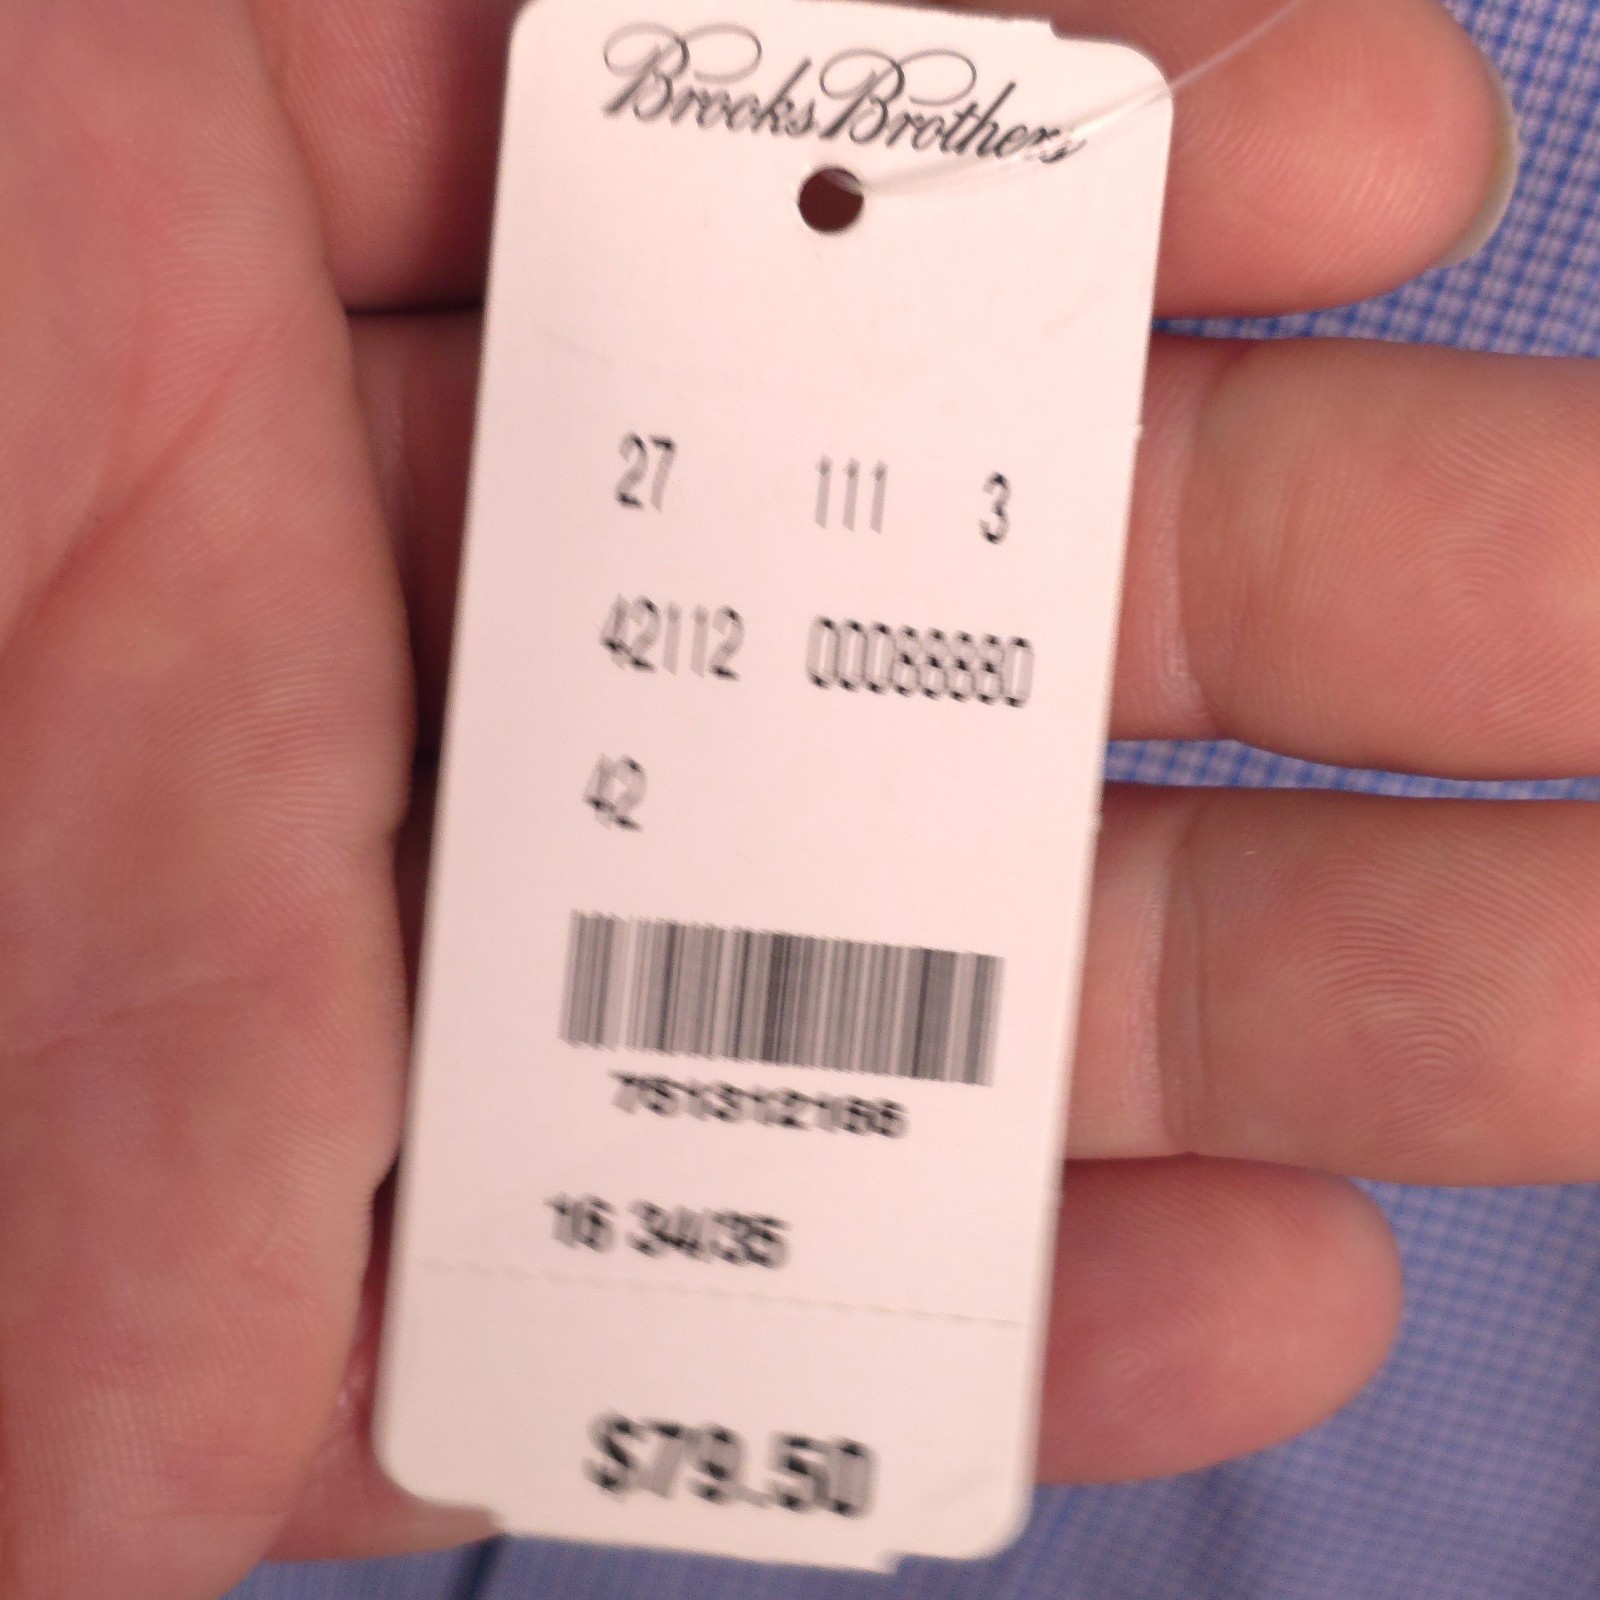 Brooks Brothers
27 111 3
42112 00088880
42
16 34/35
$79.50